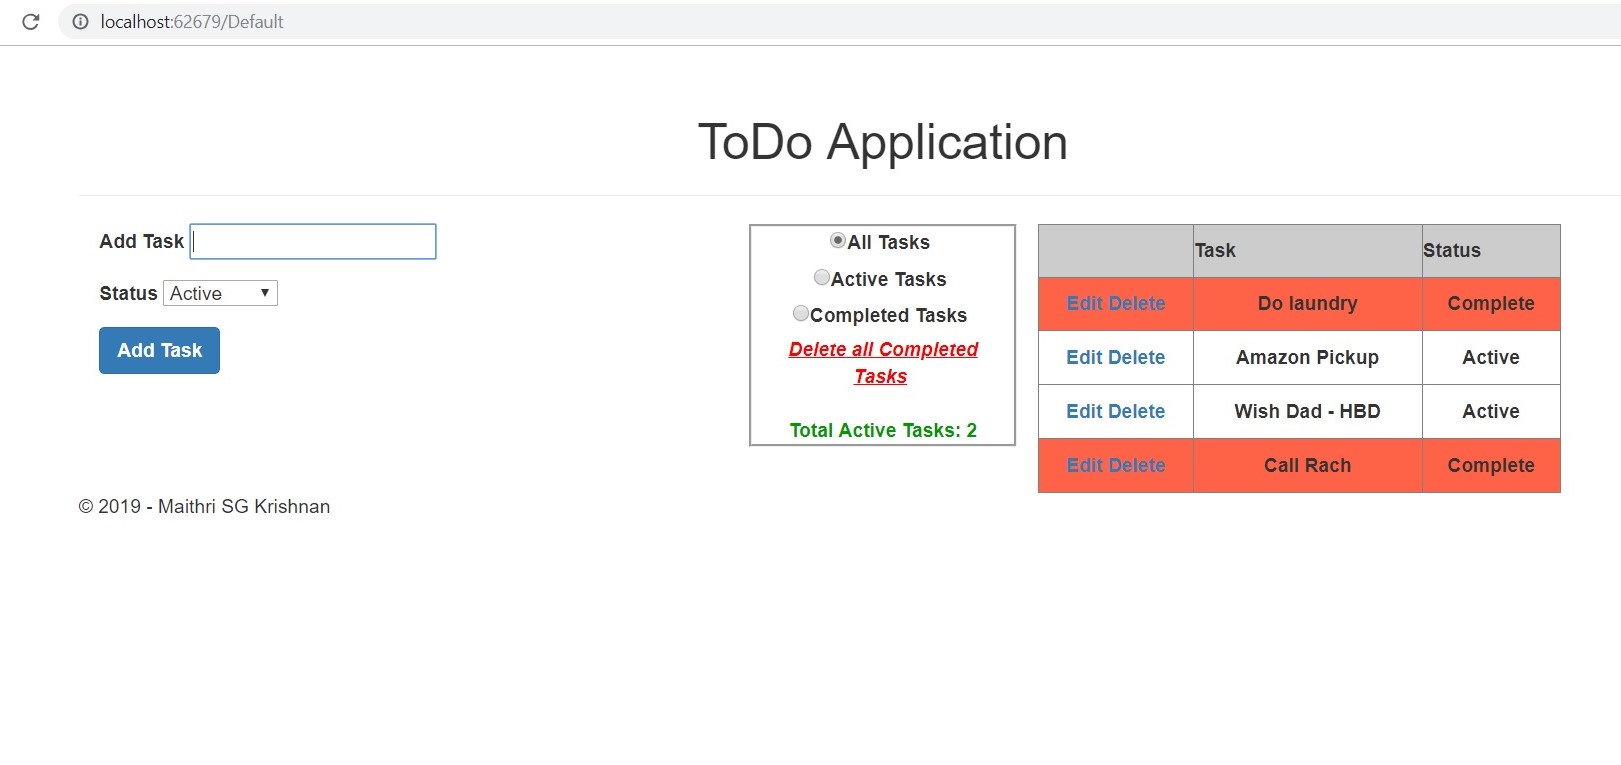 localhost:62679/Default
ToDo Application
Add Task
Status Active
Add Task
All Tasks
Active Tasks
Completed Tasks
Delete all Completed
Tasks
Total Active Tasks: 2
Task Status
Edit Delete Do laundry Complete
Edit Delete Amazon Pickup Active
Edit Delete Wish Dad - HBD Active
Edit Delete Call Rach Complete
© 2019 - Maithri SG Krishnan